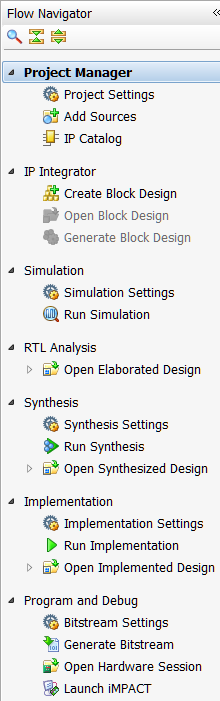 Flow Navigator
Project Manager
Project Settings
Add Sources
IP Catalog
IP Integrator
Create Block Design
Open Block Design
Generate Block Design
Simulation
Simulation Settings
Run Simulation
RTL Analysis
Open Elaborated Design
Synthesis
Synthesis Settings
Run Synthesis
Open Synthesized Design
Implementation
Implementation Settings
Run Implementation
Open Implemented Design
Program and Debug
Bitstream Settings
Generate Bitstream
Open Hardware Session
Launch iMPACT